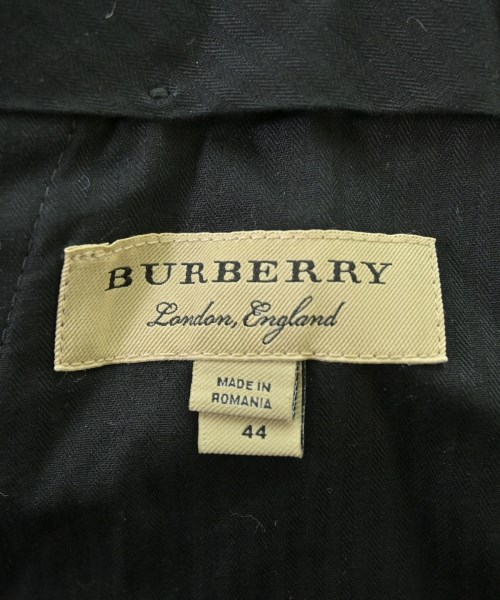 BURBERRY
London, England
MADE IN
ROMANIA
44